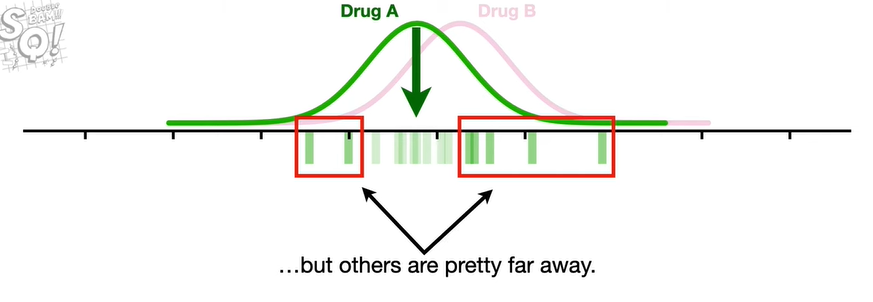 Drug A
Drug B
…but others are pretty far away.